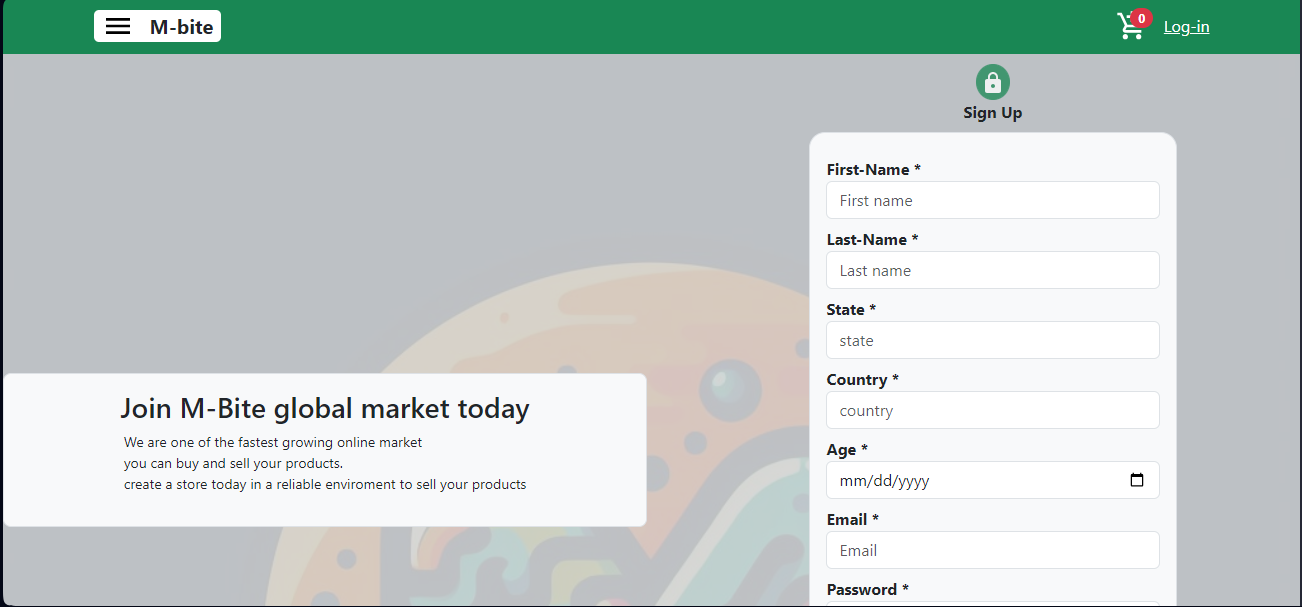 M-bite
0
Log-in
Sign Up
First-Name *
First name
Last-Name *
Last name
State *
state
Country *
country
Age *
mm/dd/yyyy
Email *
Email
Password *
Join M-Bite global market today
We are one of the fastest growing online market
you can buy and sell your products.
create a store today in a reliable enviroment to sell your products